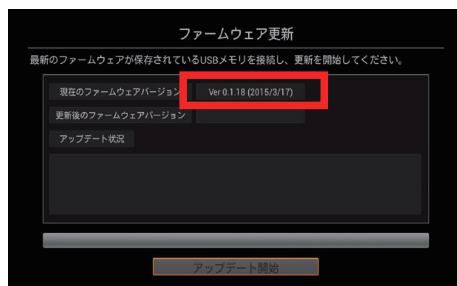 ファームウェア更新
最新のファームウェアが保存されているUSBメモリを接続し、更新を開始してください。
現在のファームウェアバージョン Ver 0.1.18 (2015/3/17)
更新後のファームウェアバージョン
アップデート状況
アップデート開始